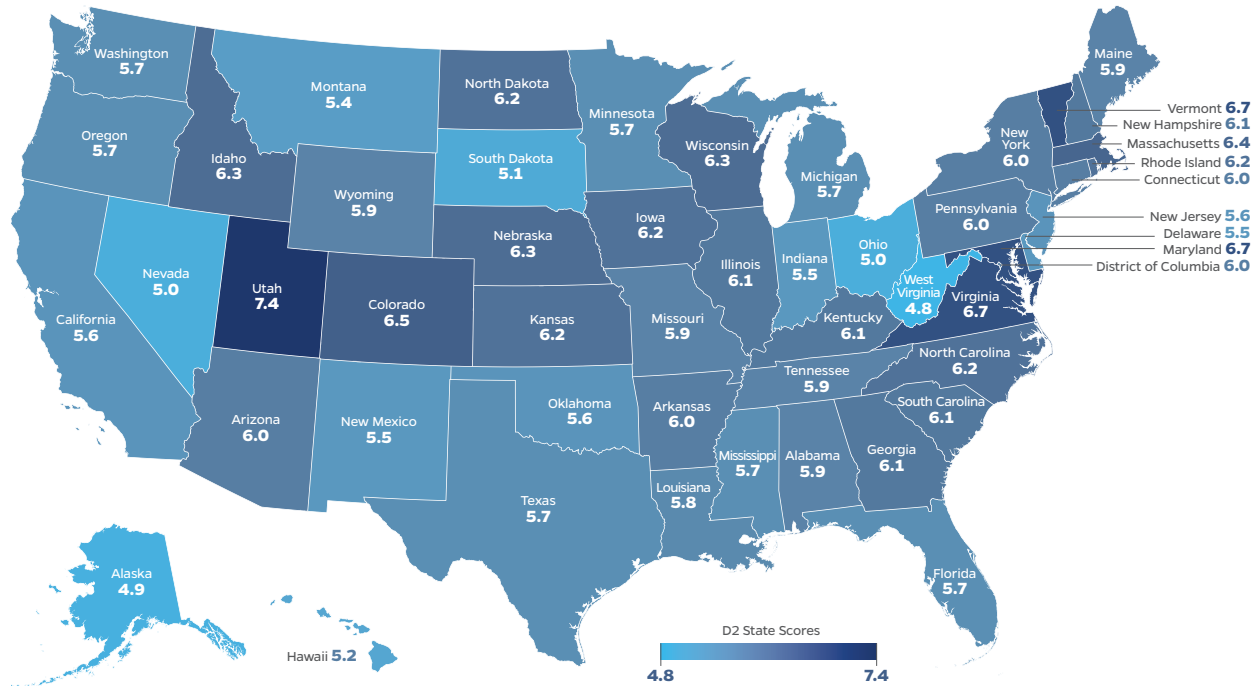 Washington
5.7
Oregon
5.7
California
5.6
Nevada
5.0
Idaho
6.3
Montana
5.4
Wyoming
5.9
Utah
7.4
Colorado
6.5
Arizona
6.0
New Mexico
5.5
North Dakota
6.2
South Dakota
5.1
Nebraska
6.3
Kansas
6.2
Oklahoma
5.6
Texas
5.7
Minnesota
5.7
Iowa
6.2
Missouri
5.9
Arkansas
6.0
Louisiana
5.8
Wisconsin
6.3
Illinois
6.1
Michigan
5.7
Indiana
5.5
Ohio
5.0
Kentucky
6.1
Tennessee
5.9
Mississippi
5.7
Alabama
5.9
Georgia
6.1
Florida
5.7
South Carolina
6.1
North Carolina
6.2
Virginia
6.7
West
Virginia
4.8
Pennsylvania
6.0
New
York
6.0
Maine
5.9
Vermont 6.7
New Hampshire 6.1
Massachusetts 6.4
Rhode Island 6.2
Connecticut 6.0
New Jersey 5.6
Delaware 5.5
Maryland 6.7
District of Columbia 6.0
Alaska
4.9
Hawaii 5.2
D2 State Scores
4.8 7.4